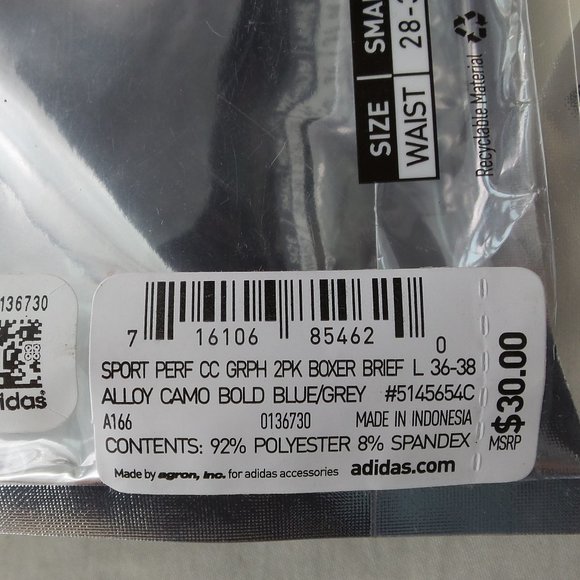 SIZE
WAIST 28-
Recyclable Material
136730
7 16106 85462 0
SPORT PERF CC GRPH 2PK BOXER BRIEF L 36-38
ALLOY CAMO BOLD BLUE/GREY #5145654C
A166 0136730 MADE IN INDONESIA
CONTENTS: 92% POLYESTER 8% SPANDEX
Made by agron, Inc. for adidas accessories adidas.com
$30.00
MSRP